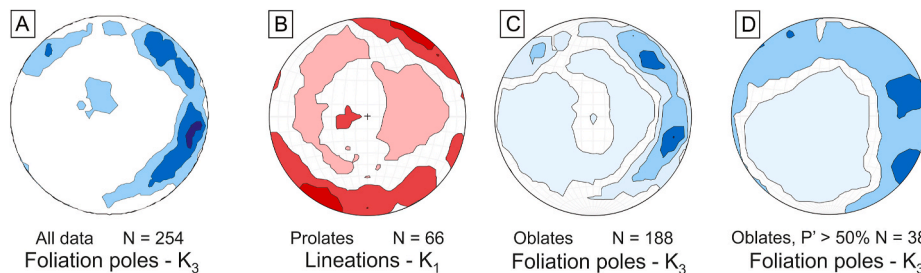 A
B
C
D
All data N = 254
Foliation poles - K3
Prolates N = 66
Lineations - K1
Oblates N = 188
Foliation poles - K3
Oblates, P' > 50% N = 38
Foliation poles - K3